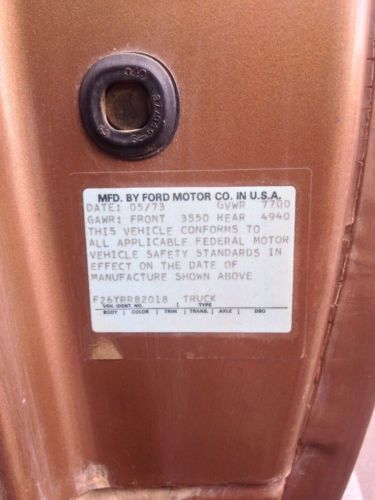 340
MFD. BY FORD MOTOR CO. IN U.S.A.
DATE: 05/73 GVWR 7700
GAWR: FRONT 3550 REAR 4940
THIS VEHICLE CONFORMS TO
ALL APPLICABLE FEDERAL MOTOR
VEHICLE SAFETY STANDARDS IN
EFFECT ON THE DATE OF
MANUFACTURE SHOWN ABOVE
F26YRR82018 TRUCK
VEH. IDENT. NO. TYPE
BODY COLOR TRIM TRANS. AXLE DSO